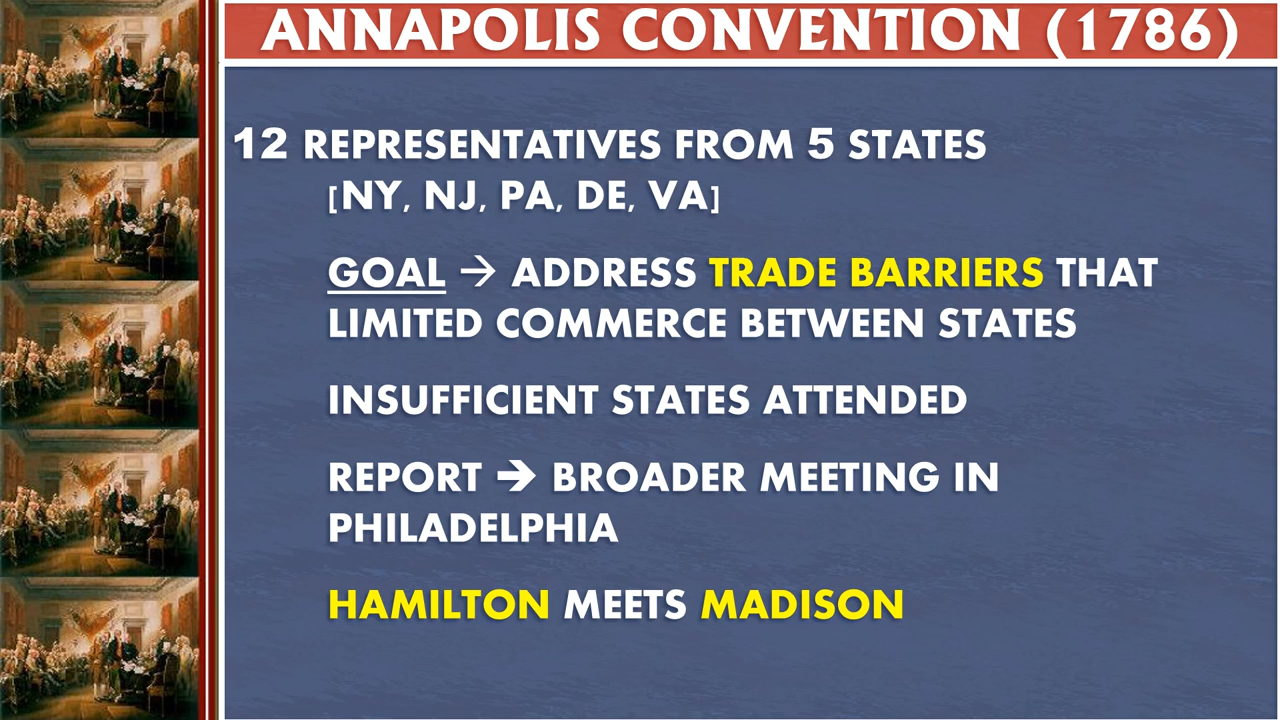 ANNAPOLIS CONVENTION (1786)
12 REPRESENTATIVES FROM 5 STATES
[NY, NJ, PA, DE, VA]
GOAL → ADDRESS TRADE BARRIERS THAT
LIMITED COMMERCE BETWEEN STATES
INSUFFICIENT STATES ATTENDED
REPORT ➔ BROADER MEETING IN
PHILADELPHIA
HAMILTON MEETS MADISON